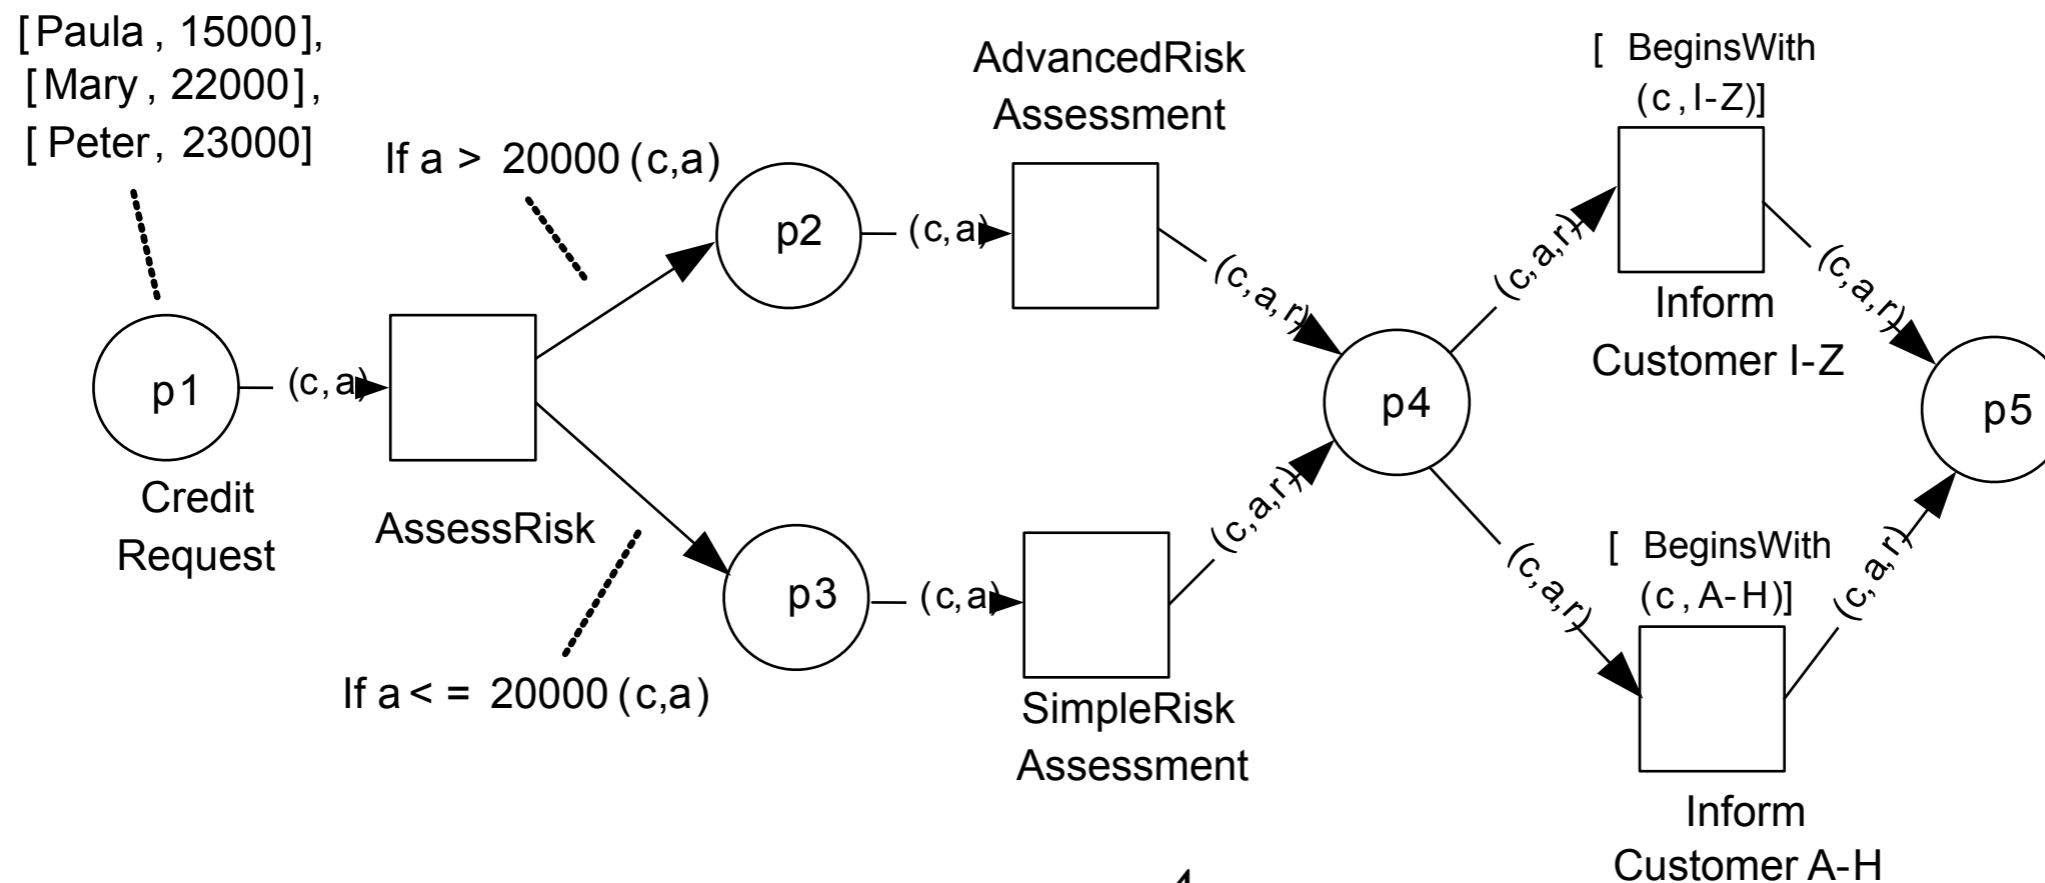 [Paula , 15000],
[Mary , 22000],
[ Peter, 23000]
If a > 20000 (c,a)
AdvancedRisk
Assessment
[ BeginsWith
(c , I-Z)]
p1
(c,a)
Credit
Request
AssessRisk
p2
(c,a)
(c,a,r)
p3
(c,a)
If a < = 20000 (c,a)
SimpleRisk
Assessment
(c,a,r)
p4
(c,a,r)
Inform
Customer I-Z
(c,a,r)
(c,a,r)
[ BeginsWith
(c , A-H)]
(c,a,r)
Inform
Customer A-H
p5